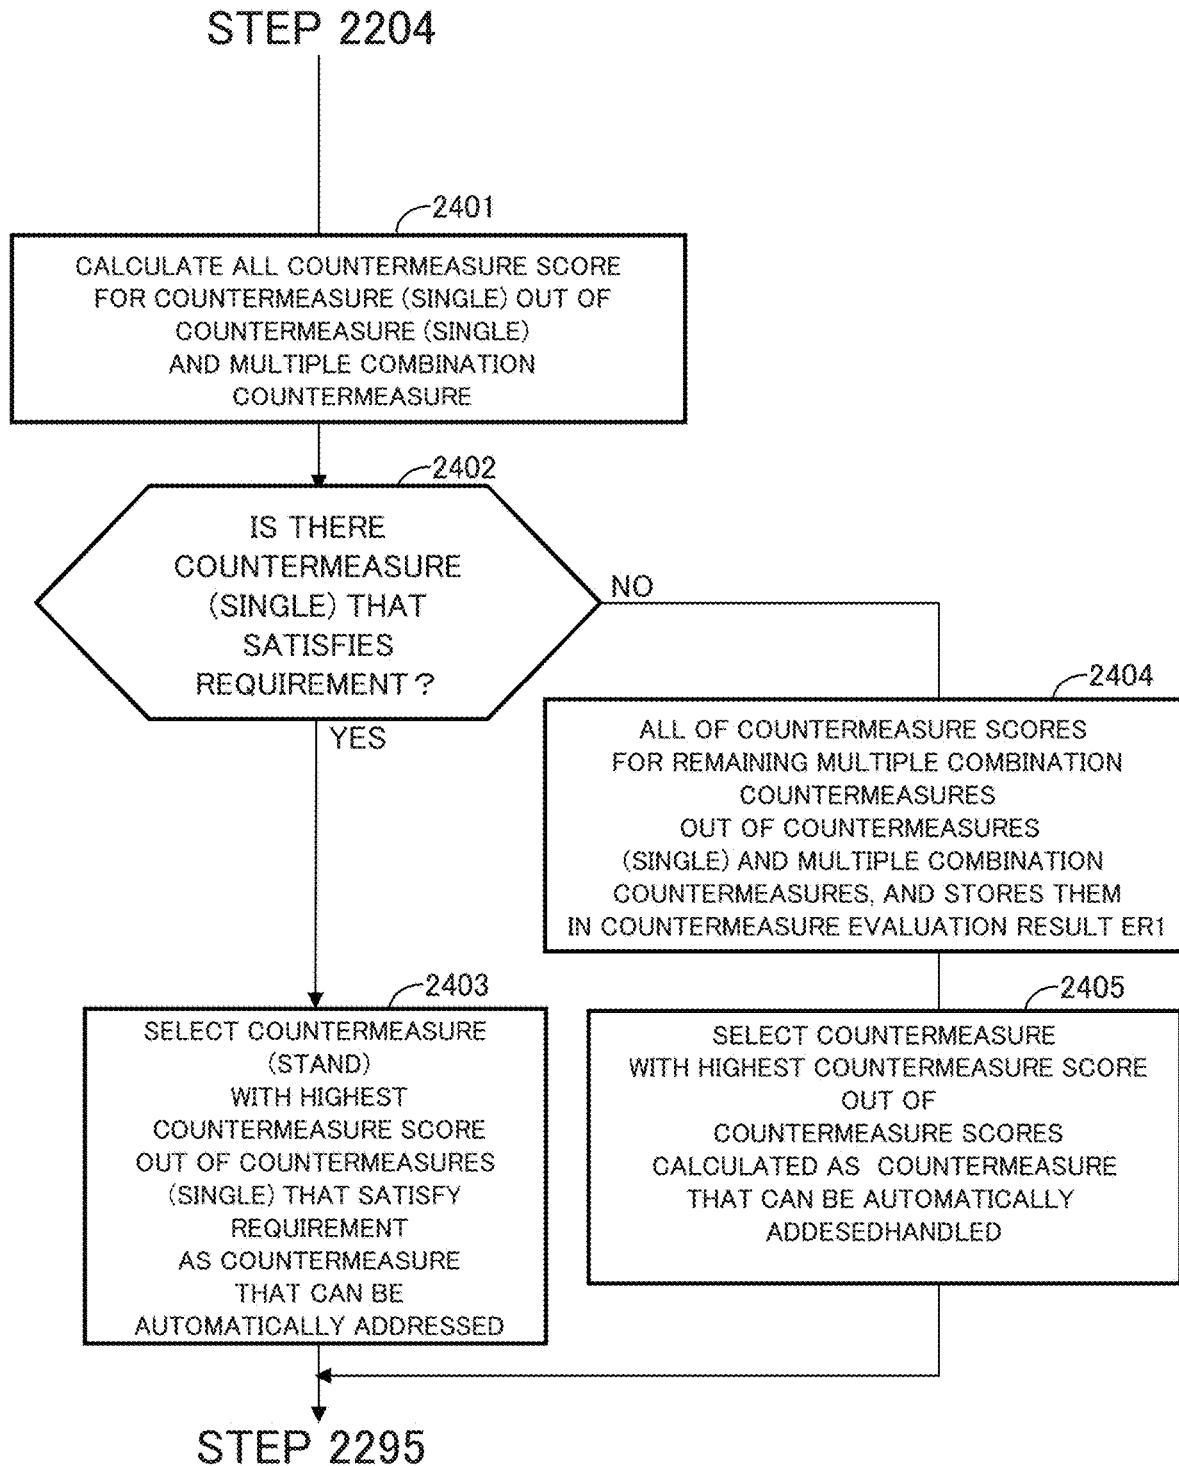 STEP 2204
2401
CALCULATE ALL COUNTERMEASURE SCORE
FOR COUNTERMEASURE (SINGLE) OUT OF
COUNTERMEASURE (SINGLE)
AND MULTIPLE COMBINATION
COUNTERMEASURE
2402
IS THERE
COUNTERMEASURE
(SINGLE) THAT
SATISFIES
REQUIREMENT?
NO
YES
2404
ALL OF COUNTERMEASURE SCORES
FOR REMAINING MULTIPLE COMBINATION
COUNTERMEASURES
OUT OF COUNTERMEASURES
(SINGLE) AND MULTIPLE COMBINATION
COUNTERMEASURES, AND STORES THEM
IN COUNTERMEASURE EVALUATION RESULT ER1
2403
SELECT COUNTERMEASURE
(STAND)
WITH HIGHEST
COUNTERMEASURE SCORE
OUT OF COUNTERMEASURES
(SINGLE) THAT SATISFY
REQUIREMENT
AS COUNTERMEASURE
THAT CAN BE
AUTOMATICALLY ADDRESSED
2405
SELECT COUNTERMEASURE
WITH HIGHEST COUNTERMEASURE SCORE
OUT OF
COUNTERMEASURE SCORES
CALCULATED AS COUNTERMEASURE
THAT CAN BE AUTOMATICALLY
ADDESEDHANDLED
STEP 2295